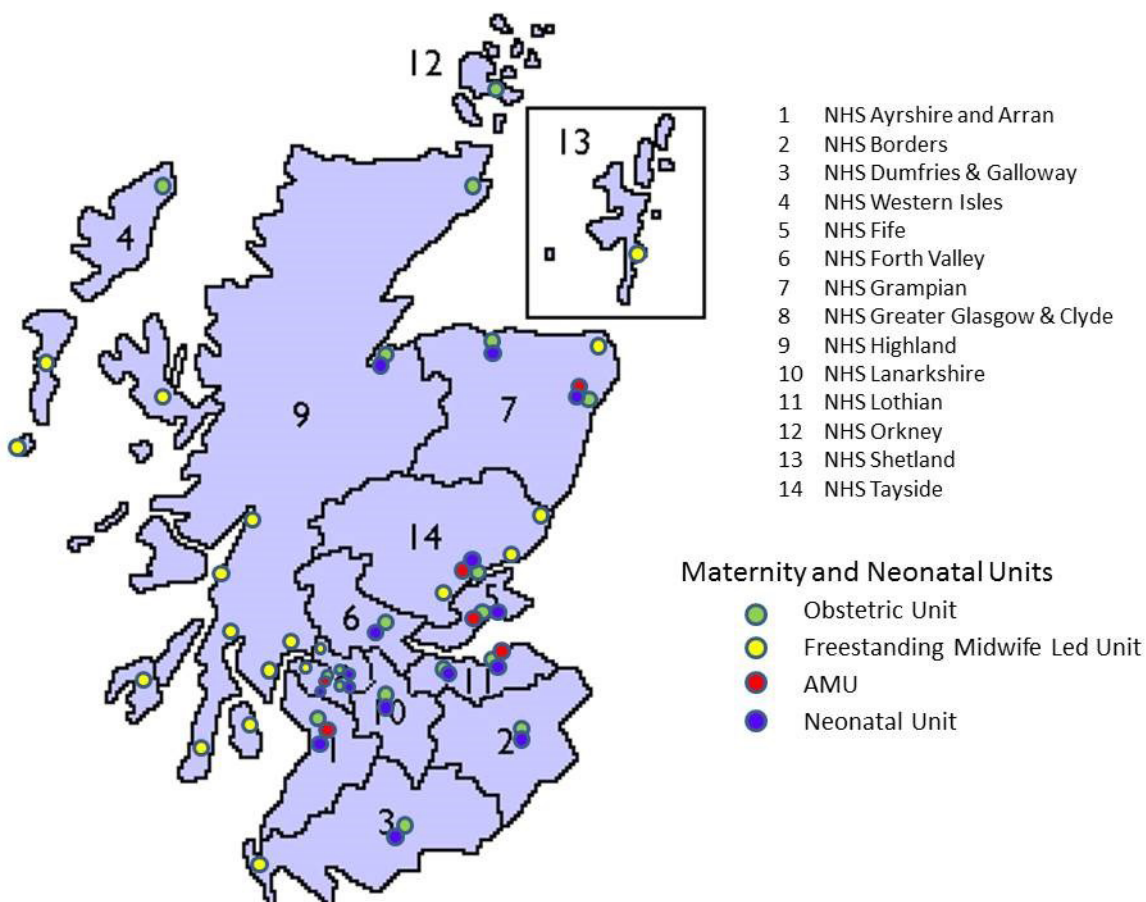 12
13
4
9
7
14
6
5
8
11
10
1
2
3
1 NHS Ayrshire and Arran
2 NHS Borders
3 NHS Dumfries & Galloway
4 NHS Western Isles
5 NHS Fife
6 NHS Forth Valley
7 NHS Grampian
8 NHS Greater Glasgow & Clyde
9 NHS Highland
10 NHS Lanarkshire
11 NHS Lothian
12 NHS Orkney
13 NHS Shetland
14 NHS Tayside
Maternity and Neonatal Units
Obstetric Unit
Freestanding Midwife Led Unit
AMU
Neonatal Unit